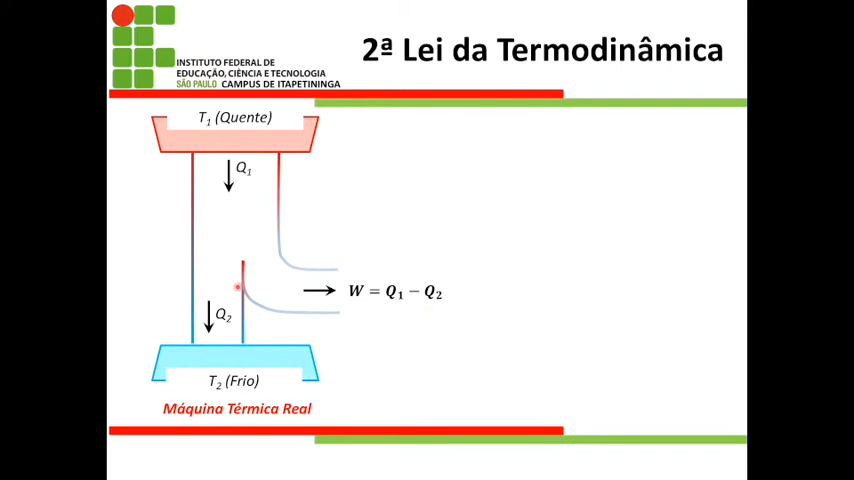 2ª Lei da Termodinâmica
INSTITUTO FEDERAL DE
EDUCAÇÃO, CIÊNCIA E TECNOLOGIA
SÃO PAULO CAMPUS DE ITAPETININGA
T₁ (Quente)
Q₁
W = Q₁ − Q₂
Q₂
T₂ (Frio)
Máquina Térmica Real